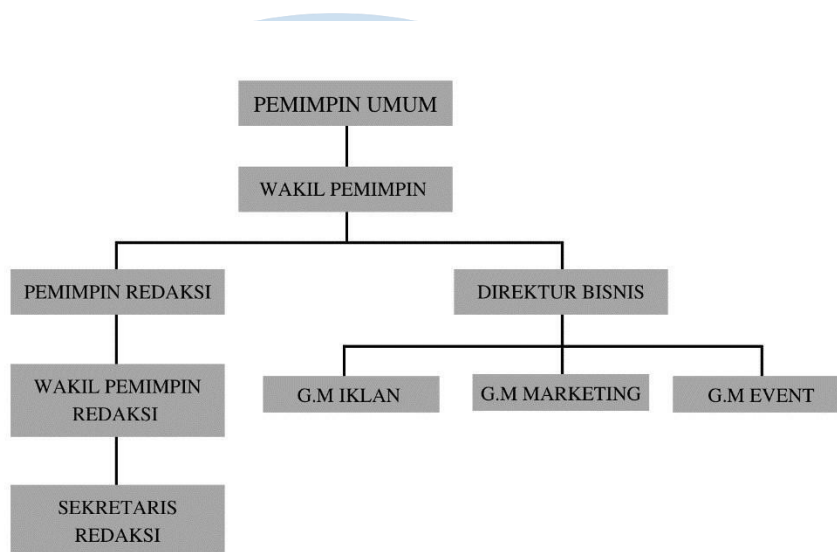 PEMIMPIN UMUM
WAKIL PEMIMPIN
PEMIMPIN REDAKSI
DIREKTUR BISNIS
WAKIL PEMIMPIN
REDAKSI
G.M IKLAN
G.M MARKETING
G.M EVENT
SEKRETARIS
REDAKSI